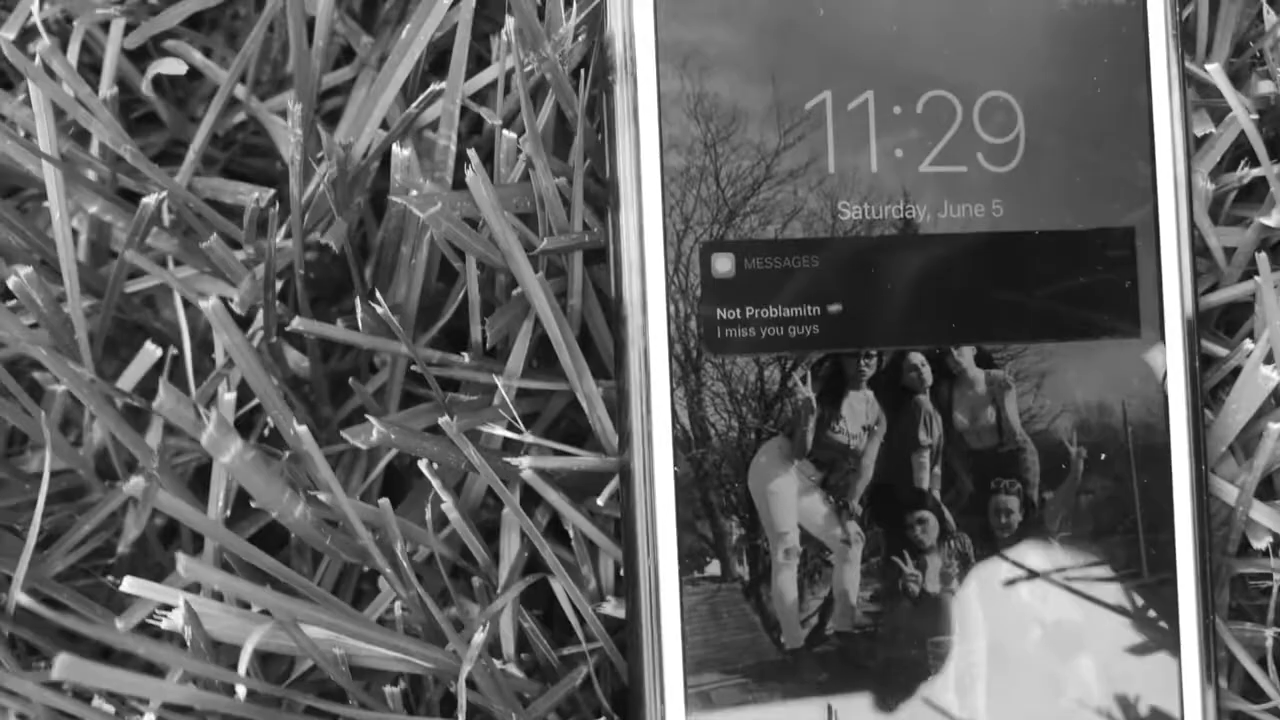 11:29
Saturday, June 5
MESSAGES
Not Problamitn
I miss you guys